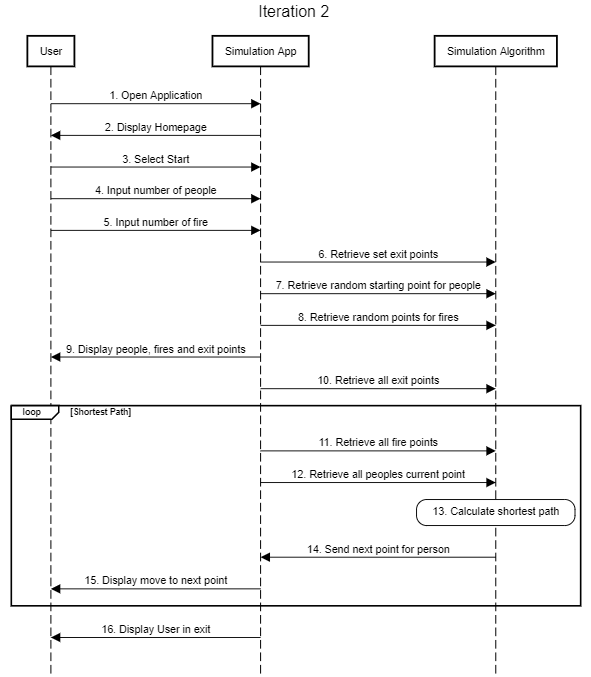 Iteration 2
User
Simulation App
Simulation Algorithm
1. Open Application
2. Display Homepage
3. Select Start
4. Input number of people
5. Input number of fire
6. Retrieve set exit points
7. Retrieve random starting point for people
8. Retrieve random points for fires
9. Display people, fires and exit points
10. Retrieve all exit points
loop
[Shortest Path]
11. Retrieve all fire points
12. Retrieve all peoples current point
13. Calculate shortest path
14. Send next point for person
15. Display move to next point
16. Display User in exit